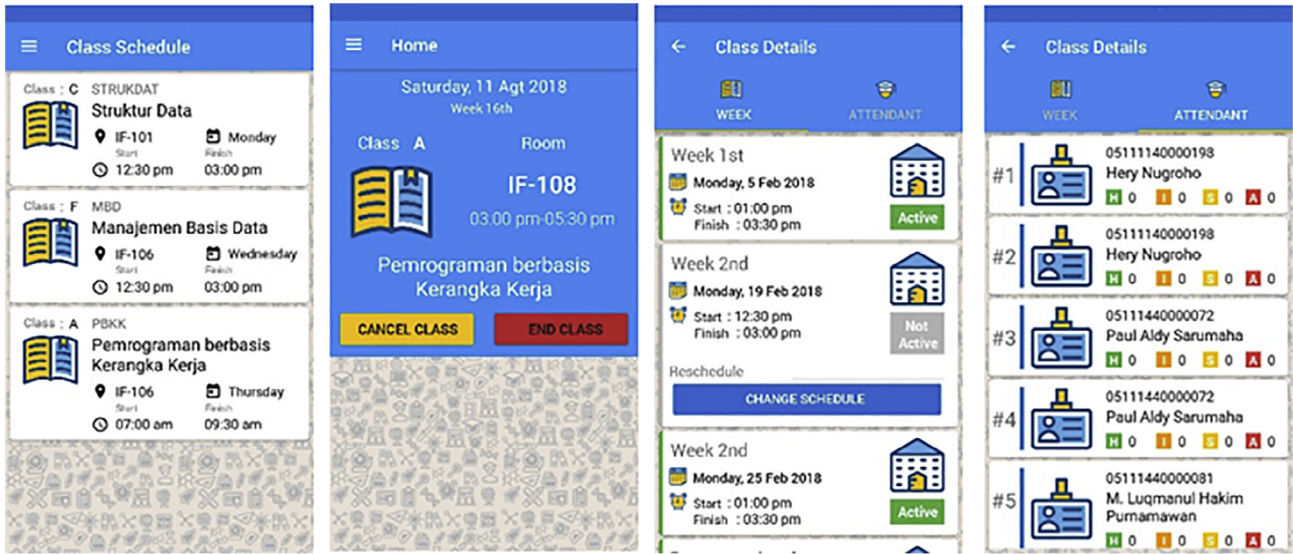 Class Schedule
Class : C STRUKDAT
Struktur Data
IF-101 Monday
Start Finish
12:30 pm 03:00 pm
Class : F MBD
Manajemen Basis Data
IF-106 Wednesday
Start Finish
12:30 pm 03:00 pm
Class : A PBKK
Pemrograman berbasis
Kerangka Kerja
IF-106 Thursday
Start Finish
07:00 am 09:30 am
Home
Saturday, 11 Agt 2018
Week 16th
Class A Room
IF-108
03:00 pm-05:30 pm
Pemrograman berbasis
Kerangka Kerja
CANCEL CLASS END CLASS
Class Details
WEEK ATTENDANT
Week 1st
Monday, 5 Feb 2018
Start : 01:00 pm
Finish : 03:30 pm
Active
Week 2nd
Monday, 19 Feb 2018
Start : 12:30 pm
Finish : 03:00 pm
Not
Active
Reschedule
CHANGE SCHEDULE
Week 2nd
Monday, 25 Feb 2018
Start : 01:00 pm
Finish : 03:30 pm
Active
Class Details
WEEK ATTENDANT
#1 05111140000198
Hery Nugroho
H 0 I 0 S 0 A 0
#2 05111140000198
Hery Nugroho
H 0 I 0 S 0 A 0
#3 05111440000072
Paul Aldy Sarumaha
H 0 I 0 S 0 A 0
#4 05111440000072
Paul Aldy Sarumaha
H 0 I 0 S 0 A 0
#5 05111440000081
M. Luqmanul Hakim
Purnamawan
H 0 I 0 S 0 A 0